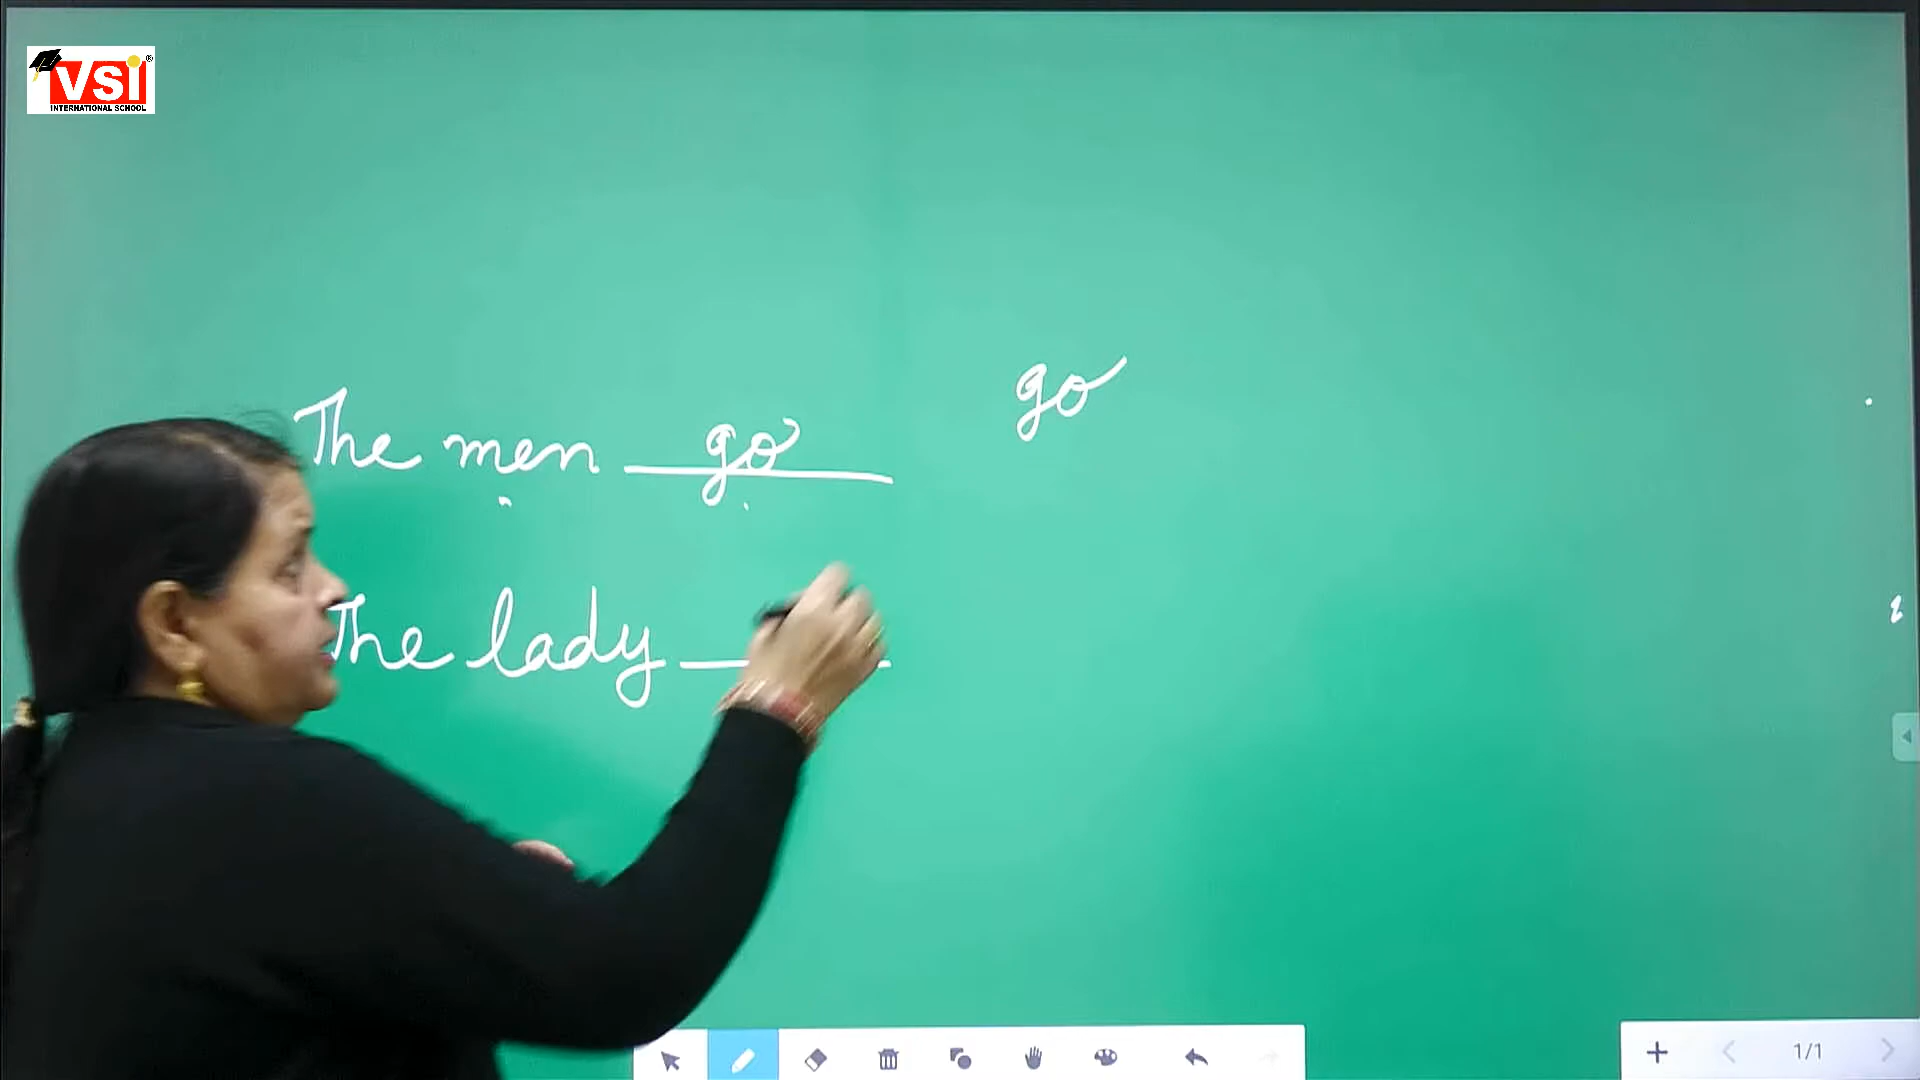 VSI
INTERNATIONAL SCHOOL
go
The men go
The lady
1/1